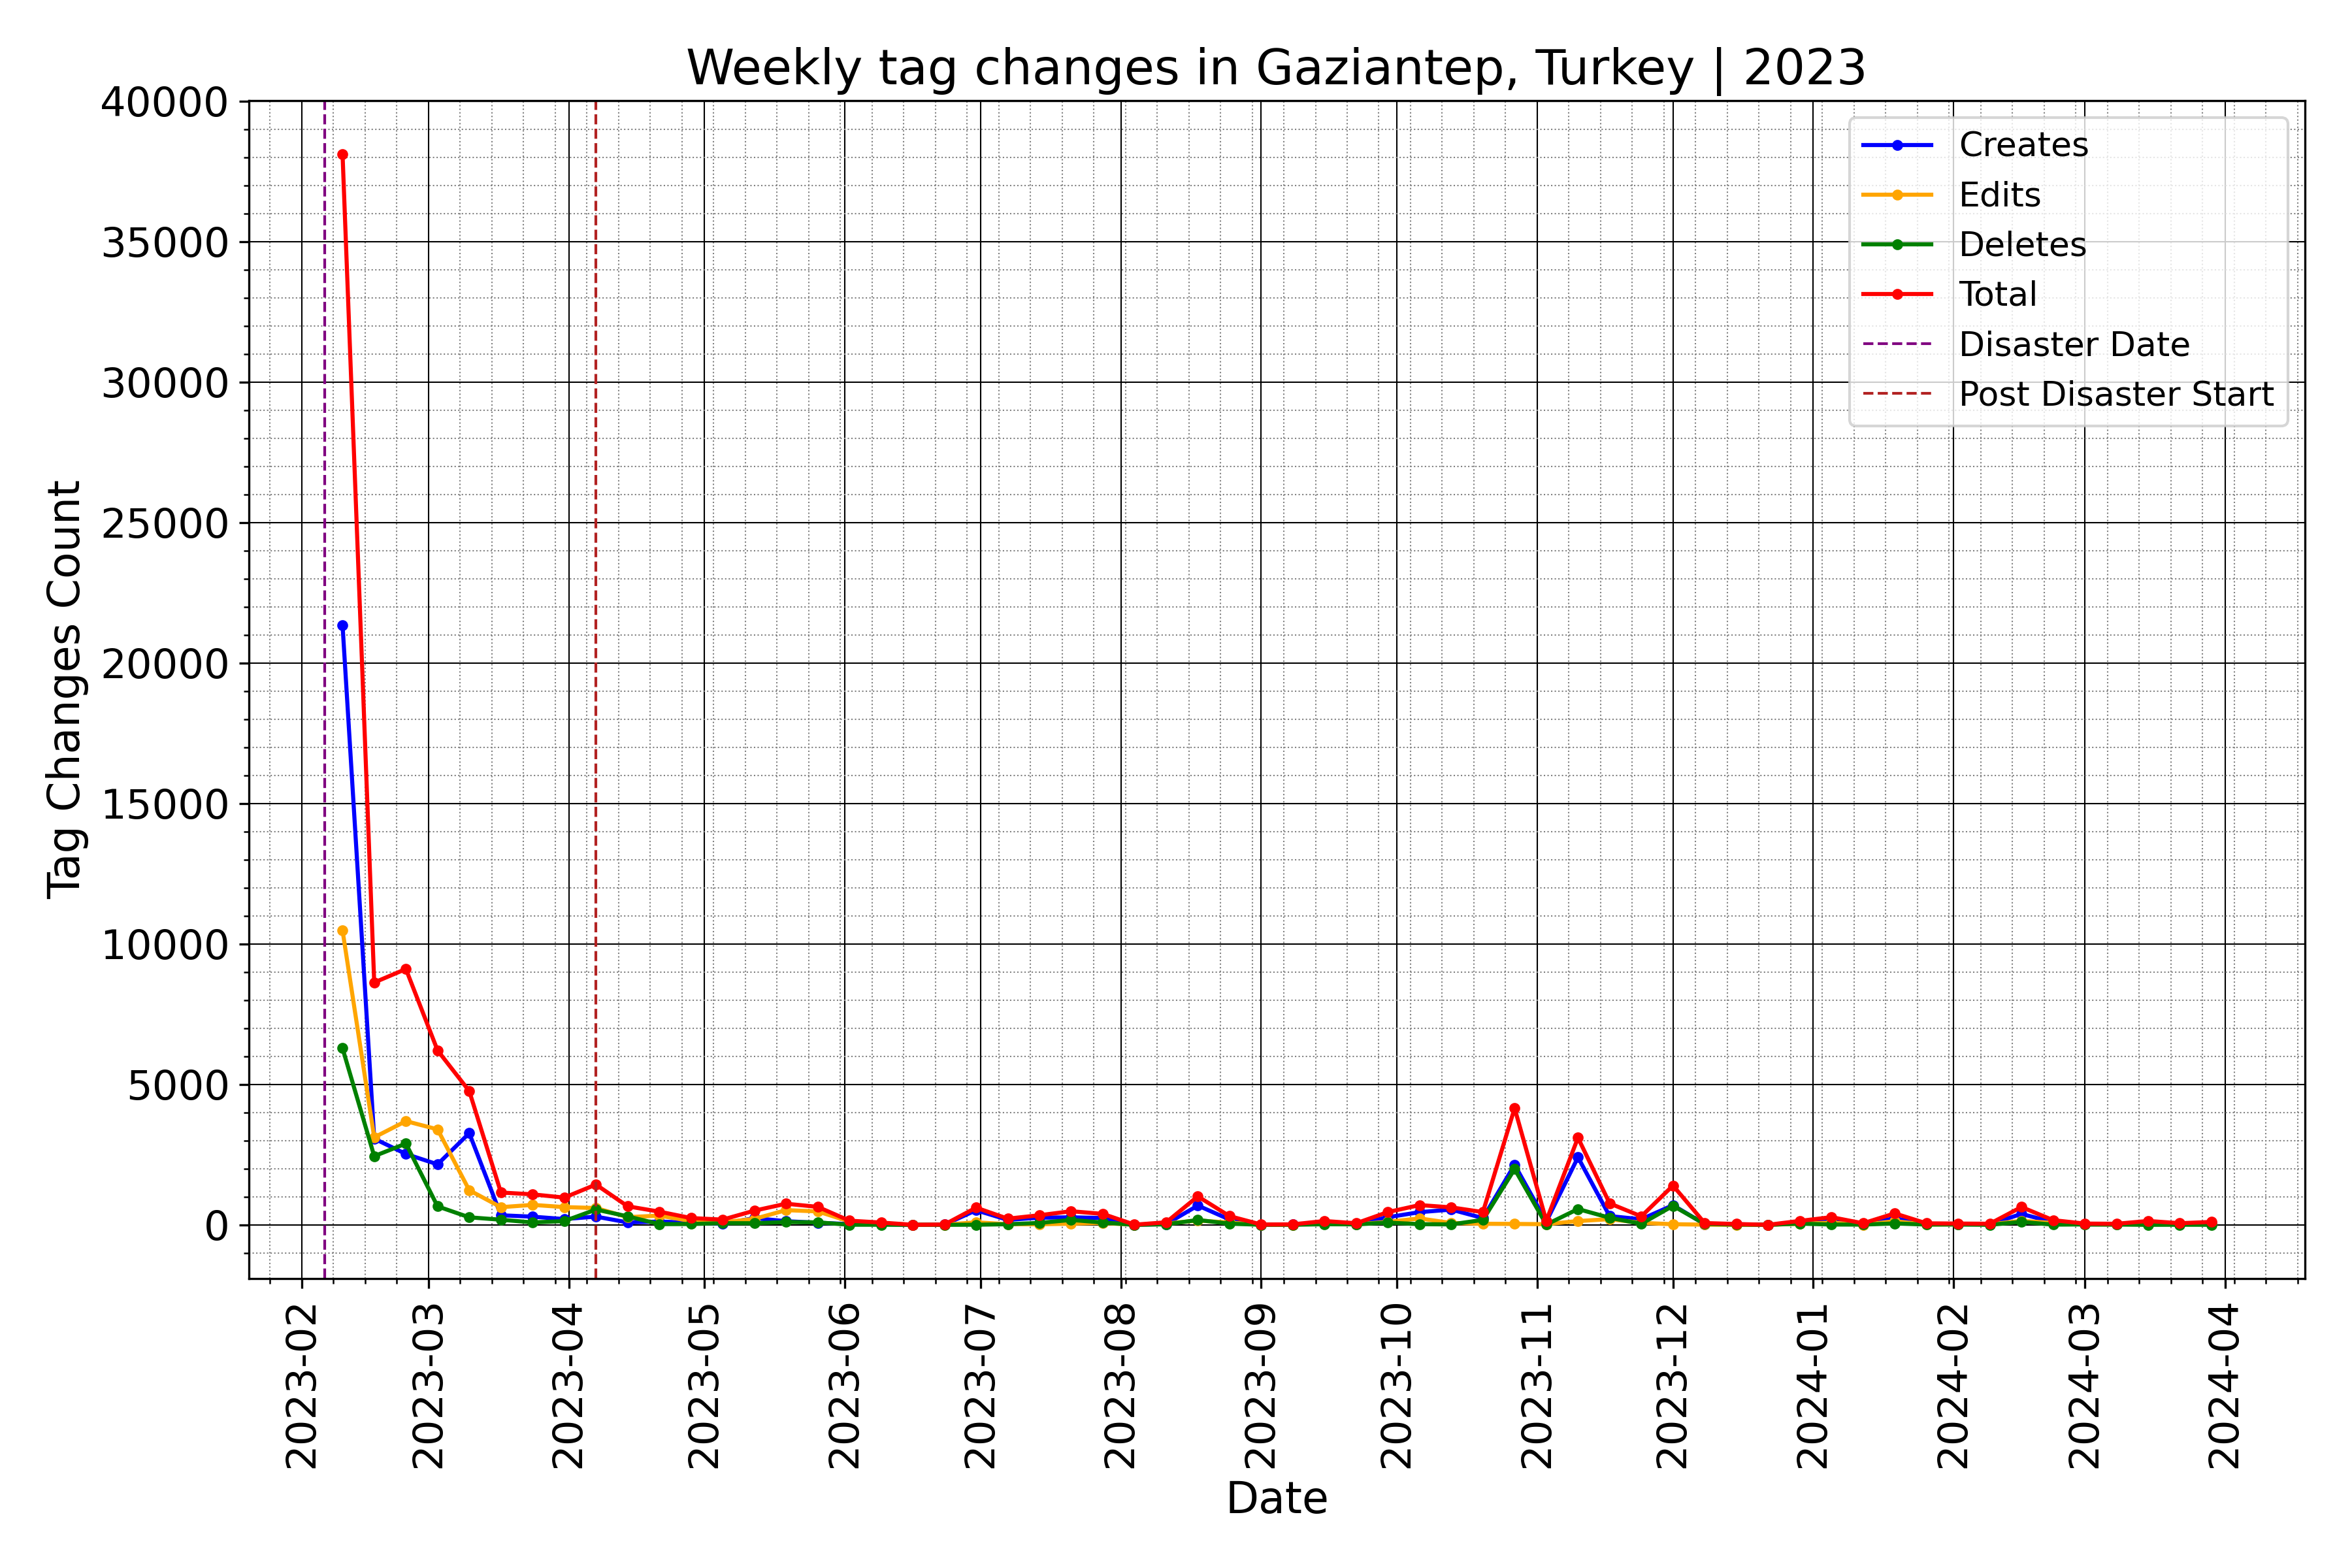 Weekly tag changes in Gaziantep, Turkey | 2023
Tag Changes Count
40000
35000
30000
25000
20000
15000
10000
5000
0
Creates
Edits
Deletes
Total
Disaster Date
Post Disaster Start
2023-02
2023-03
2023-04
2023-05
2023-06
2023-07
2023-08
2023-09
2023-10
2023-11
2023-12
2024-01
2024-02
2024-03
2024-04
Date